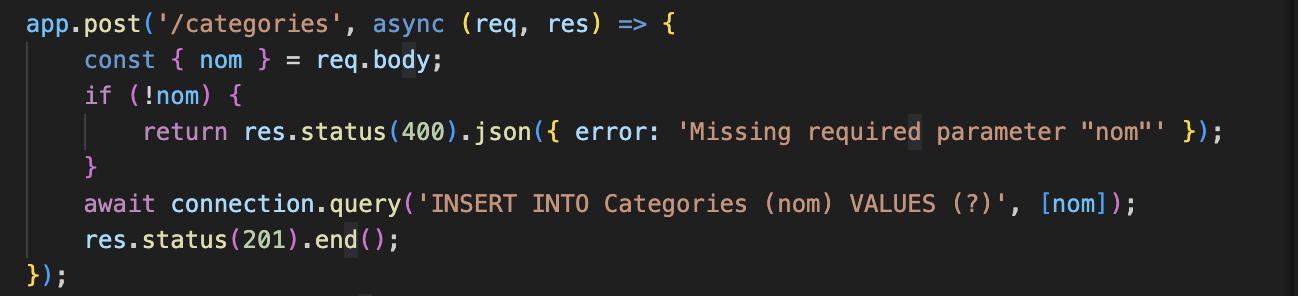 app.post('/categories', async (req, res) => {
    const { nom } = req.body;
    if (!nom) {
        return res.status(400).json({ error: 'Missing required parameter "nom"' });
    }
    await connection.query('INSERT INTO Categories (nom) VALUES (?)', [nom]);
    res.status(201).end();
});